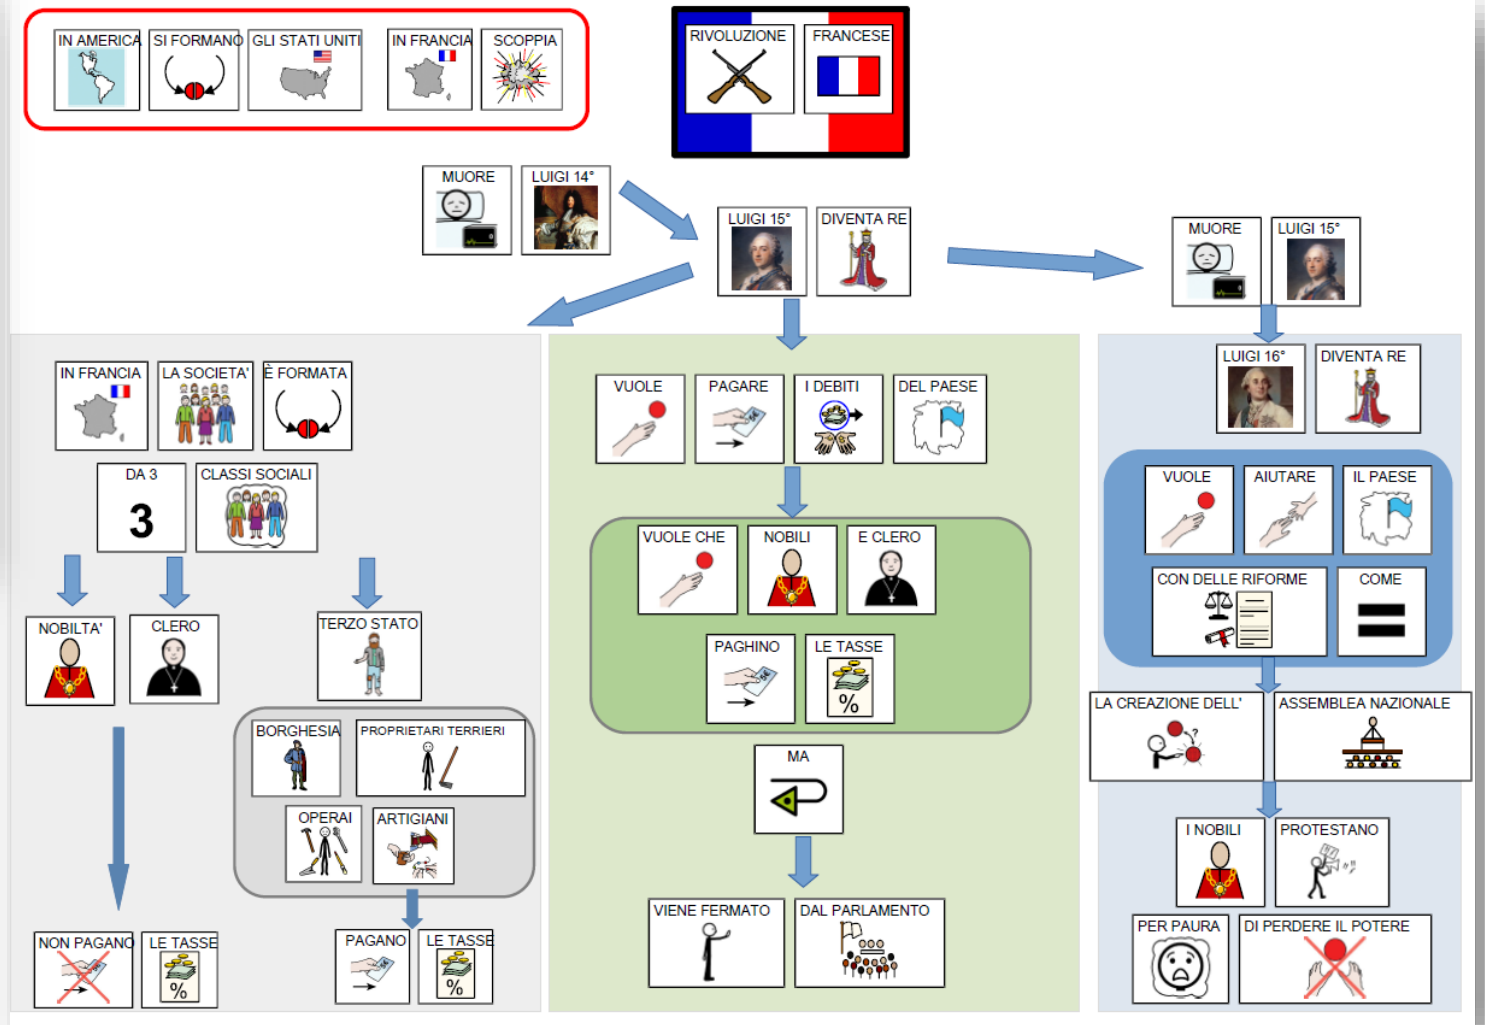 IN AMERICA SI FORMANO GLI STATI UNITI IN FRANCIA SCOPPIA
RIVOLUZIONE FRANCESE
MUORE LUIGI 14°
LUIGI 15° DIVENTA RE
MUORE LUIGI 15°
IN FRANCIA LA SOCIETA' È FORMATA
DA 3 CLASSI SOCIALI
3
NOBILTA' CLERO TERZO STATO
BORGHESIA PROPRIETARI TERRIERI
OPERAI ARTIGIANI
NON PAGANO LE TASSE
%
PAGANO LE TASSE
%
VUOLE PAGARE I DEBITI DEL PAESE
VUOLE CHE NOBILI E CLERO
PAGHINO LE TASSE
%
MA
VIENE FERMATO DAL PARLAMENTO
LUIGI 16° DIVENTA RE
VUOLE AIUTARE IL PAESE
CON DELLE RIFORME COME
LA CREAZIONE DELL' ASSEMBLEA NAZIONALE
?
I NOBILI PROTESTANO
PER PAURA DI PERDERE IL POTERE